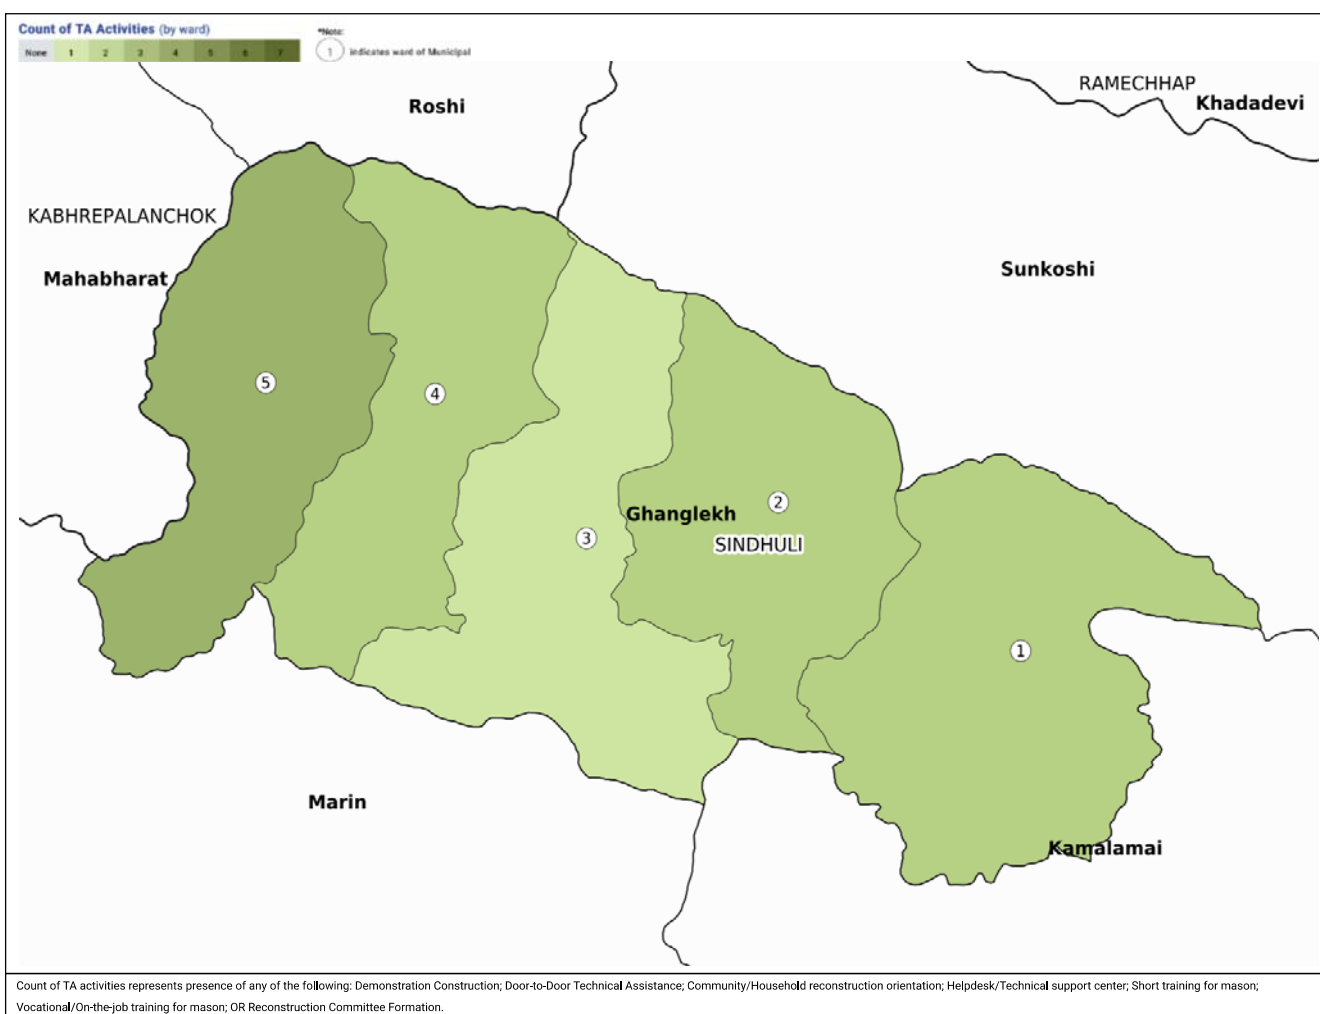 Count of TA Activities (by ward)
None 1 2 3 4 5 6 7
*Note:
1 indicates ward of Municipal
RAMECHHAP
Khadadevi
Roshi
KABHREPALANCHOK
Mahabharat
Sunkoshi
5
4
2
Ghanglekh
3
SINDHULI
1
Marin
Kamalamai
Count of TA activities represents presence of any of the following: Demonstration Construction; Door-to-Door Technical Assistance; Community/Household reconstruction orientation; Helpdesk/Technical support center; Short training for mason;
Vocational/On-the-job training for mason; OR Reconstruction Committee Formation.